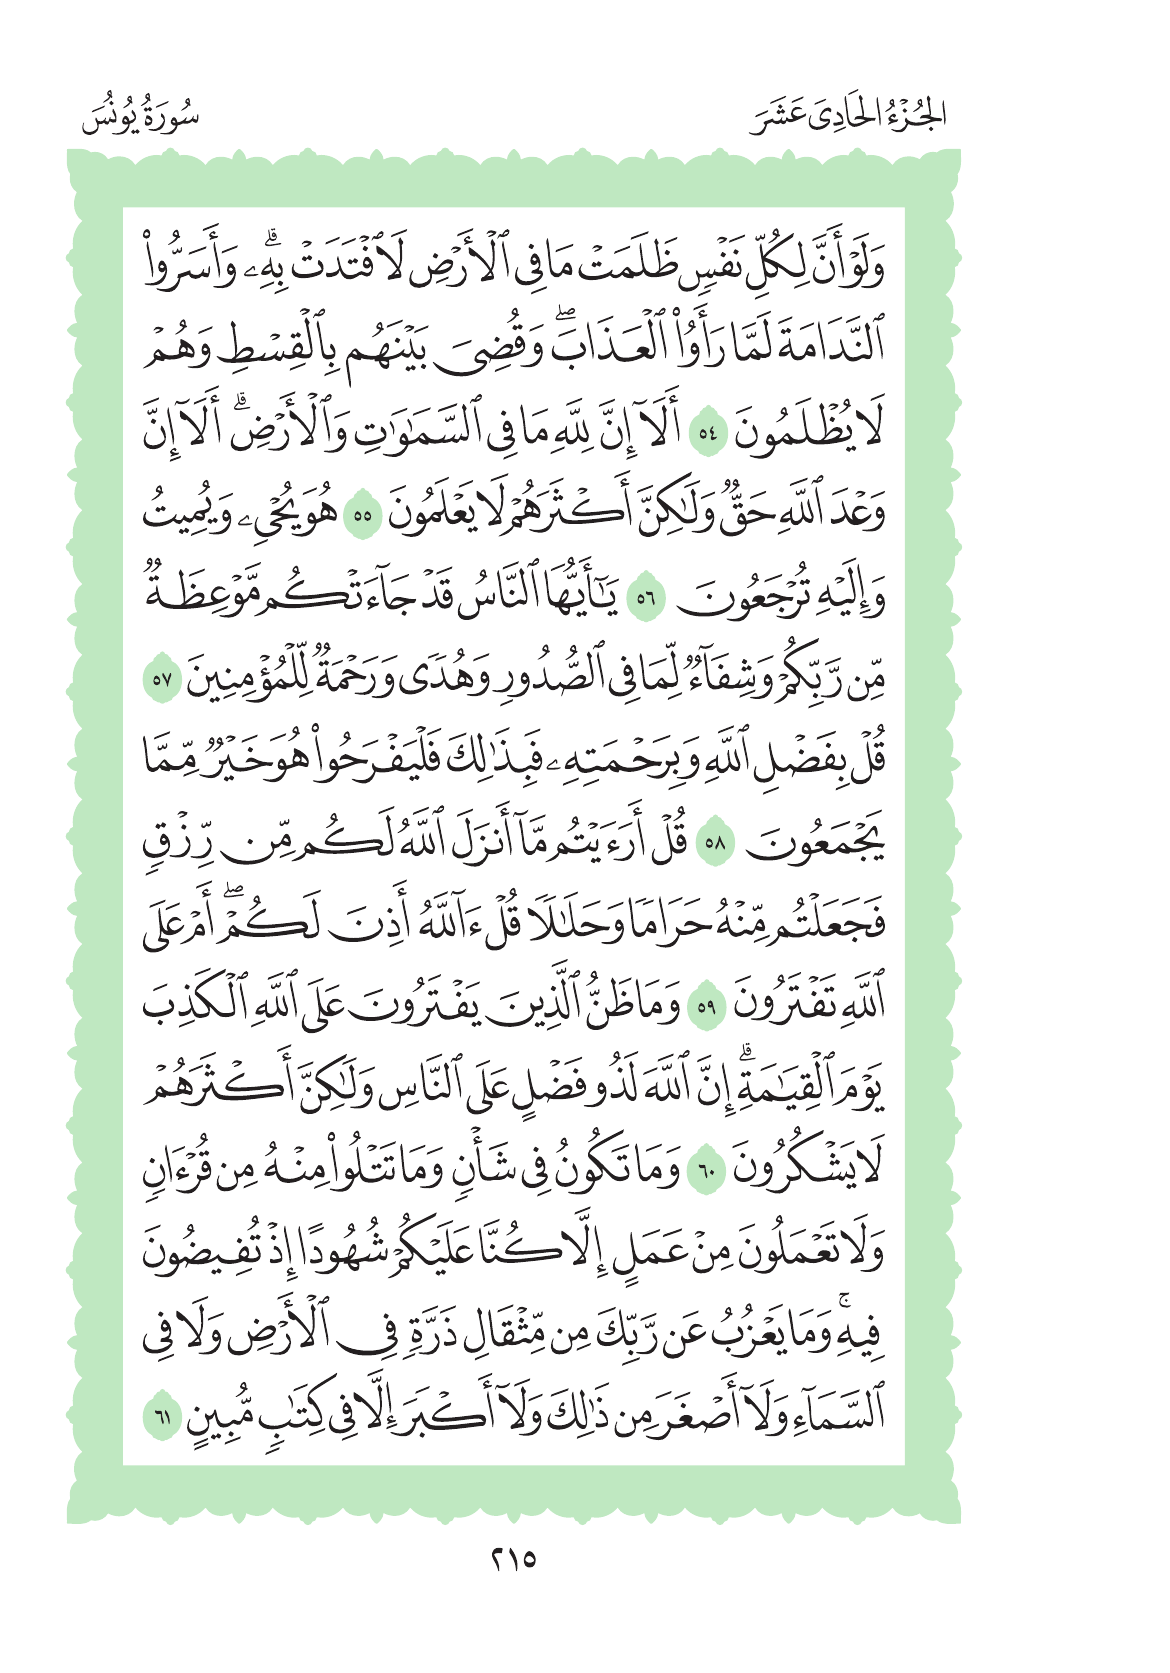 الجُزْءُ الحَادِيَ عَشَرَ
سُورَةُ يُونُسَ
وَلَوۡ أَنَّ لِكُلِّ نَفۡسٖ ظَلَمَتۡ مَا فِي ٱلۡأَرۡضِ لَٱفۡتَدَتۡ بِهِۦۗ وَأَسَرُّواْ
ٱلنَّدَامَةَ لَمَّا رَأَوُاْ ٱلۡعَذَابَۖ وَقُضِيَ بَيۡنَهُم بِٱلۡقِسۡطِ وَهُمۡ
لَا يُظۡلَمُونَ ٥٤ أَلَآ إِنَّ لِلَّهِ مَا فِي ٱلسَّمَٰوَٰتِ وَٱلۡأَرۡضِۗ أَلَآ إِنَّ
وَعۡدَ ٱللَّهِ حَقّٞ وَلَٰكِنَّ أَكۡثَرَهُمۡ لَا يَعۡلَمُونَ ٥٥ هُوَ يُحۡيِۦ وَيُمِيتُ
وَإِلَيۡهِ تُرۡجَعُونَ ٥٦ يَٰٓأَيُّهَا ٱلنَّاسُ قَدۡ جَآءَتۡكُم مَّوۡعِظَةٞ
مِّن رَّبِّكُمۡ وَشِفَآءٞ لِّمَا فِي ٱلصُّدُورِ وَهُدٗى وَرَحۡمَةٞ لِّلۡمُؤۡمِنِينَ ٥٧
قُلۡ بِفَضۡلِ ٱللَّهِ وَبِرَحۡمَتِهِۦ فَبِذَٰلِكَ فَلۡيَفۡرَحُواْ هُوَ خَيۡرٞ مِّمَّا
يَجۡمَعُونَ ٥٨ قُلۡ أَرَءَيۡتُم مَّآ أَنزَلَ ٱللَّهُ لَكُم مِّن رِّزۡقٖ
فَجَعَلۡتُم مِّنۡهُ حَرَامٗا وَحَلَٰلٗا قُلۡ ءَآللَّهُ أَذِنَ لَكُمۡۖ أَمۡ عَلَى
ٱللَّهِ تَفۡتَرُونَ ٥٩ وَمَا ظَنُّ ٱلَّذِينَ يَفۡتَرُونَ عَلَى ٱللَّهِ ٱلۡكَذِبَ
يَوۡمَ ٱلۡقِيَٰمَةِۗ إِنَّ ٱللَّهَ لَذُو فَضۡلٍ عَلَى ٱلنَّاسِ وَلَٰكِنَّ أَكۡثَرَهُمۡ
لَا يَشۡكُرُونَ ٦٠ وَمَا تَكُونُ فِي شَأۡنٖ وَمَا تَتۡلُواْ مِنۡهُ مِن قُرۡءَانٖ
وَلَا تَعۡمَلُونَ مِنۡ عَمَلٍ إِلَّا كُنَّا عَلَيۡكُمۡ شُهُودًا إِذۡ تُفِيضُونَ
فِيهِۚ وَمَا يَعۡزُبُ عَن رَّبِّكَ مِن مِّثۡقَالِ ذَرَّةٖ فِي ٱلۡأَرۡضِ وَلَا فِي
ٱلسَّمَآءِ وَلَآ أَصۡغَرَ مِن ذَٰلِكَ وَلَآ أَكۡبَرَ إِلَّا فِي كِتَٰبٖ مُّبِينٍ ٦١
٢١٥